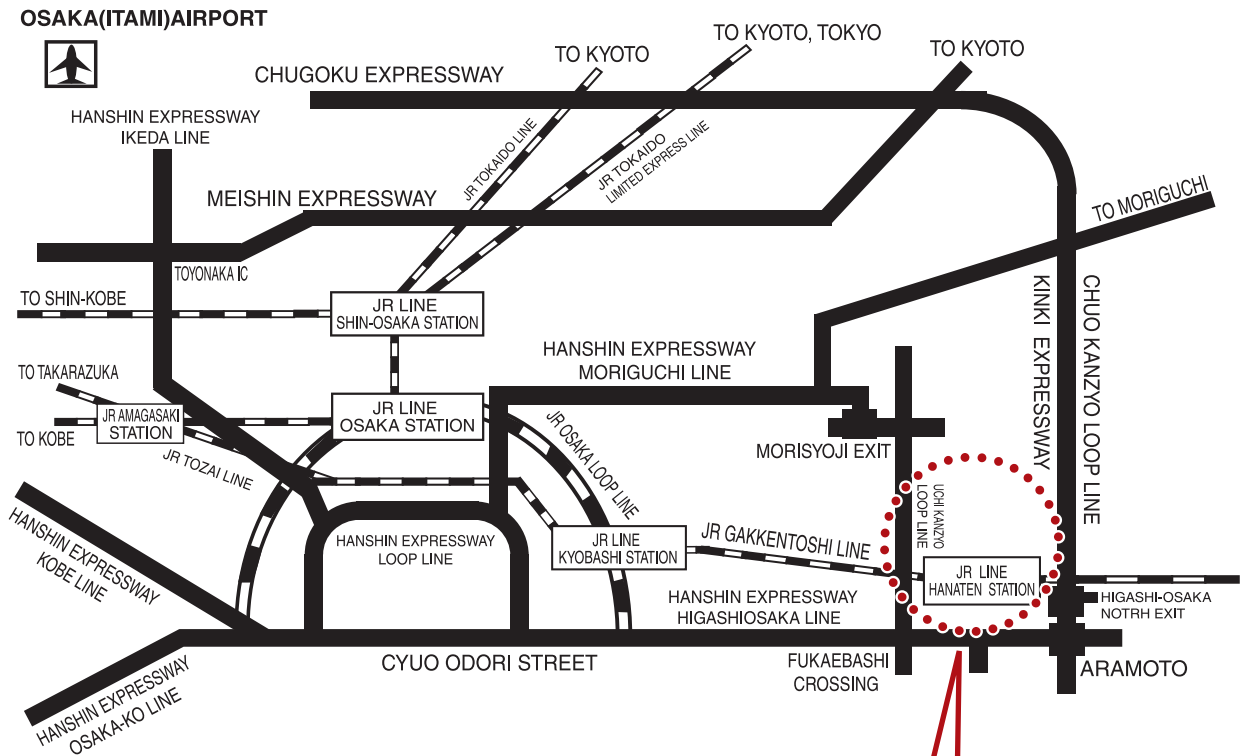 OSAKA(ITAMI)AIRPORT
TO KYOTO
TO KYOTO, TOKYO
TO KYOTO
CHUGOKU EXPRESSWAY
HANSHIN EXPRESSWAY
IKEDA LINE
JR TOKAIDO LINE
JR TOKAIDO
LIMITED EXPRESS LINE
MEISHIN EXPRESSWAY
TO MORIGUCHI
TOYONAKA IC
TO SHIN-KOBE
JR LINE
SHIN-OSAKA STATION
KINKI EXPRESSWAY
CHUO KANZYO LOOP LINE
HANSHIN EXPRESSWAY
MORIGUCHI LINE
TO TAKARAZUKA
JR AMAGASAKI
STATION
TO KOBE
JR LINE
OSAKA STATION
JR OSAKA LOOP LINE
MORISYOJI EXIT
JR TOZAI LINE
UCHI KANZYO
LOOP LINE
HANSHIN EXPRESSWAY
KOBE LINE
HANSHIN EXPRESSWAY
LOOP LINE
JR LINE
KYOBASHI STATION
JR GAKKENTOSHI LINE
JR LINE
HANATEN STATION
HANSHIN EXPRESSWAY
HIGASHIOSAKA LINE
HIGASHI-OSAKA
NOTRH EXIT
CYUO ODORI STREET
FUKAEBASHI
CROSSING
ARAMOTO
HANSHIN EXPRESSWAY
OSAKA-KO LINE